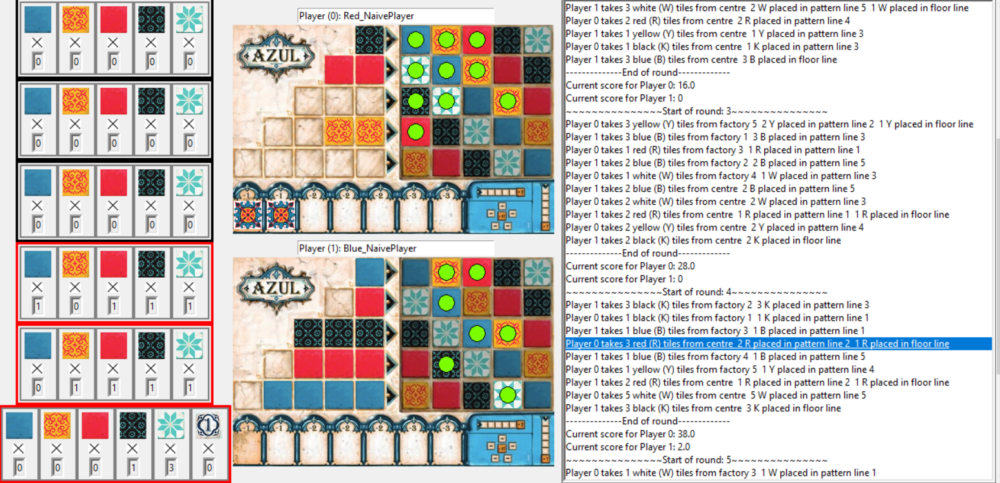 X X X X X
0 0 0 0 0
X X X X X
0 0 0 0 0
X X X X X
0 0 0 0 0
X X X X X
1 0 1 1 1
X X X X X
0 1 1 1 1
1
X X X X X X
0 0 0 1 3 0
Player (0): Red_NaivePlayer
AZUL
-1 -1 -2 -2 -2 -3 -3
+2
+10
+7
Player (1): Blue_NaivePlayer
AZUL
-1 -1 -2 -2 -2 -3 -3
+2
+10
+7
Player 1 takes 3 white (W) tiles from centre 2 W placed in pattern line 5 1 W placed in floor line
Player 0 takes 2 red (R) tiles from centre 2 R placed in pattern line 4
Player 1 takes 1 yellow (Y) tiles from centre 1 Y placed in pattern line 3
Player 0 takes 1 black (K) tiles from centre 1 K placed in pattern line 3
Player 1 takes 3 blue (B) tiles from centre 3 B placed in floor line
--------------End of round-------------
Current score for Player 0: 16.0
Current score for Player 1: 0
~~~~~~~~~~~~~~~Start of round: 3~~~~~~~~~~~~~~~
Player 0 takes 3 yellow (Y) tiles from factory 5 2 Y placed in pattern line 2 1 Y placed in floor line
Player 1 takes 3 blue (B) tiles from factory 1 3 B placed in pattern line 3
Player 0 takes 1 red (R) tiles from factory 3 1 R placed in pattern line 1
Player 1 takes 2 blue (B) tiles from factory 2 2 B placed in pattern line 5
Player 0 takes 1 white (W) tiles from factory 4 1 W placed in pattern line 3
Player 1 takes 2 blue (B) tiles from centre 2 B placed in pattern line 5
Player 0 takes 2 white (W) tiles from centre 2 W placed in pattern line 3
Player 1 takes 2 red (R) tiles from centre 1 R placed in pattern line 1 1 R placed in floor line
Player 0 takes 2 yellow (Y) tiles from centre 2 Y placed in pattern line 4
Player 1 takes 2 black (K) tiles from centre 2 K placed in floor line
--------------End of round-------------
Current score for Player 0: 28.0
Current score for Player 1: 0
~~~~~~~~~~~~~~~Start of round: 4~~~~~~~~~~~~~~~
Player 1 takes 3 black (K) tiles from factory 2 3 K placed in pattern line 3
Player 0 takes 1 black (K) tiles from factory 1 1 K placed in pattern line 1
Player 1 takes 1 blue (B) tiles from factory 3 1 B placed in pattern line 1
Player 0 takes 3 red (R) tiles from centre 2 R placed in pattern line 2 1 R placed in floor line
Player 1 takes 1 blue (B) tiles from factory 4 1 B placed in pattern line 5
Player 0 takes 1 yellow (Y) tiles from factory 5 1 Y placed in pattern line 4
Player 1 takes 2 red (R) tiles from centre 1 R placed in pattern line 2 1 R placed in floor line
Player 0 takes 5 white (W) tiles from centre 5 W placed in pattern line 5
Player 1 takes 3 black (K) tiles from centre 3 K placed in floor line
--------------End of round-------------
Current score for Player 0: 38.0
Current score for Player 1: 2.0
~~~~~~~~~~~~~~~Start of round: 5~~~~~~~~~~~~~~~
Player 0 takes 1 white (W) tiles from factory 3 1 W placed in pattern line 1